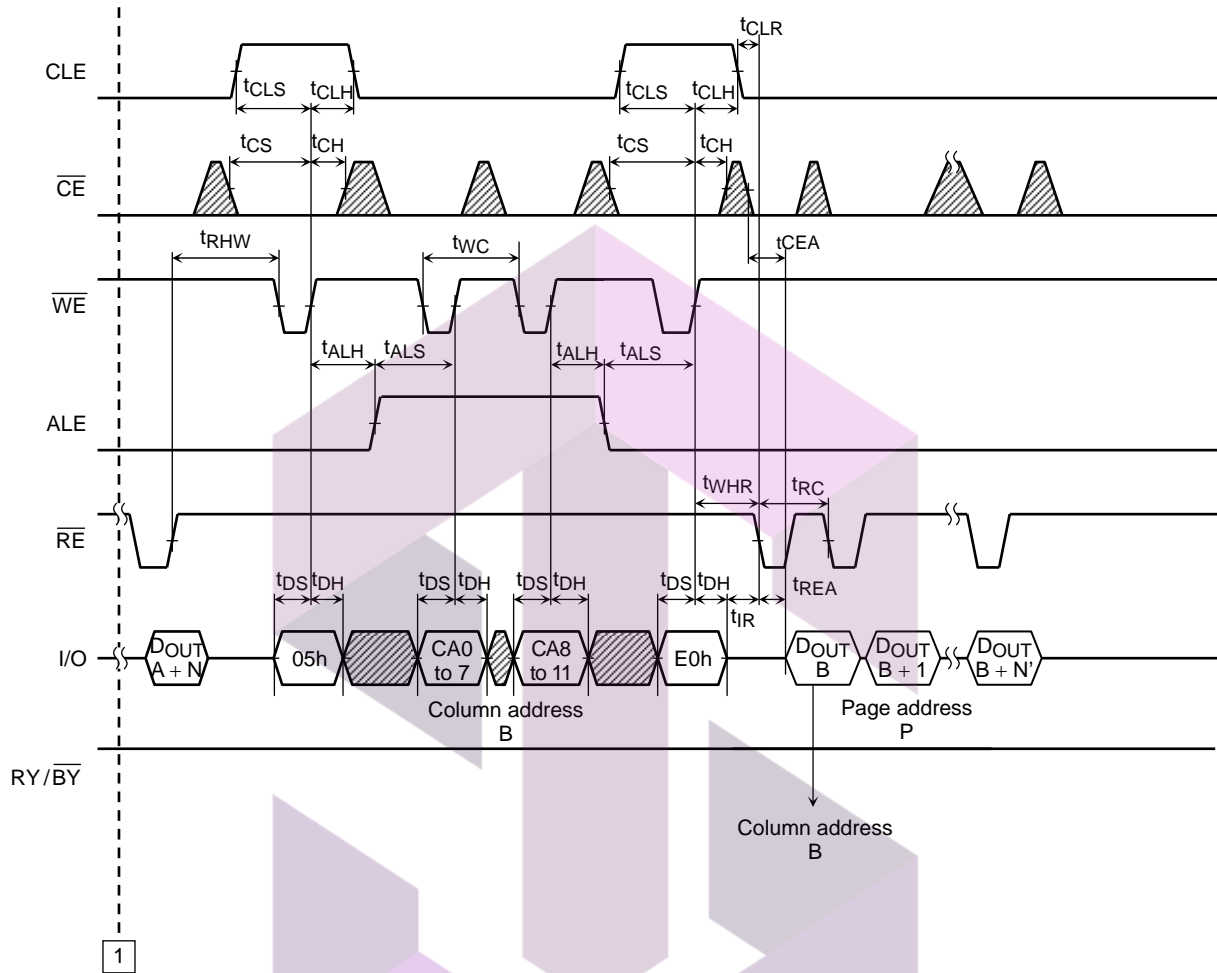 tCLR
CLE
tCLS tCLH tCLS tCLH
tCS tCH tCS tCH
CE
tRHW tWC tCEA
WE
tALH tALS tALH tALS
ALE
tWHR tRC
RE
tDS tDH tDS tDH tDS tDH tDS tDH tREA
tIR
I/O
DOUT
A + N
05h
CA0
to 7
CA8
to 11
E0h
DOUT
B
DOUT
B + 1
DOUT
B + N'
Column address
B
Page address
P
RY/BY
Column address
B
1